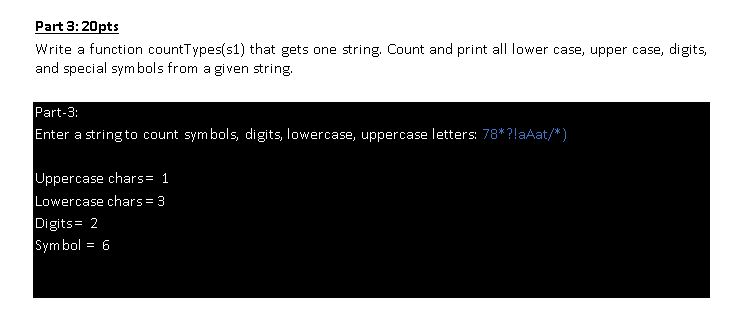 Part 3: 20pts
Write a function countTypes(s1) that gets one string. Count and print all lower case, upper case, digits,
and special symbols from a given string.
Part-3:
Enter a string to count symbols, digits, lowercase, uppercase letters: 78*?!aAat/*)
Uppercase chars= 1
Lowercase chars = 3
Digits= 2
Symbol = 6